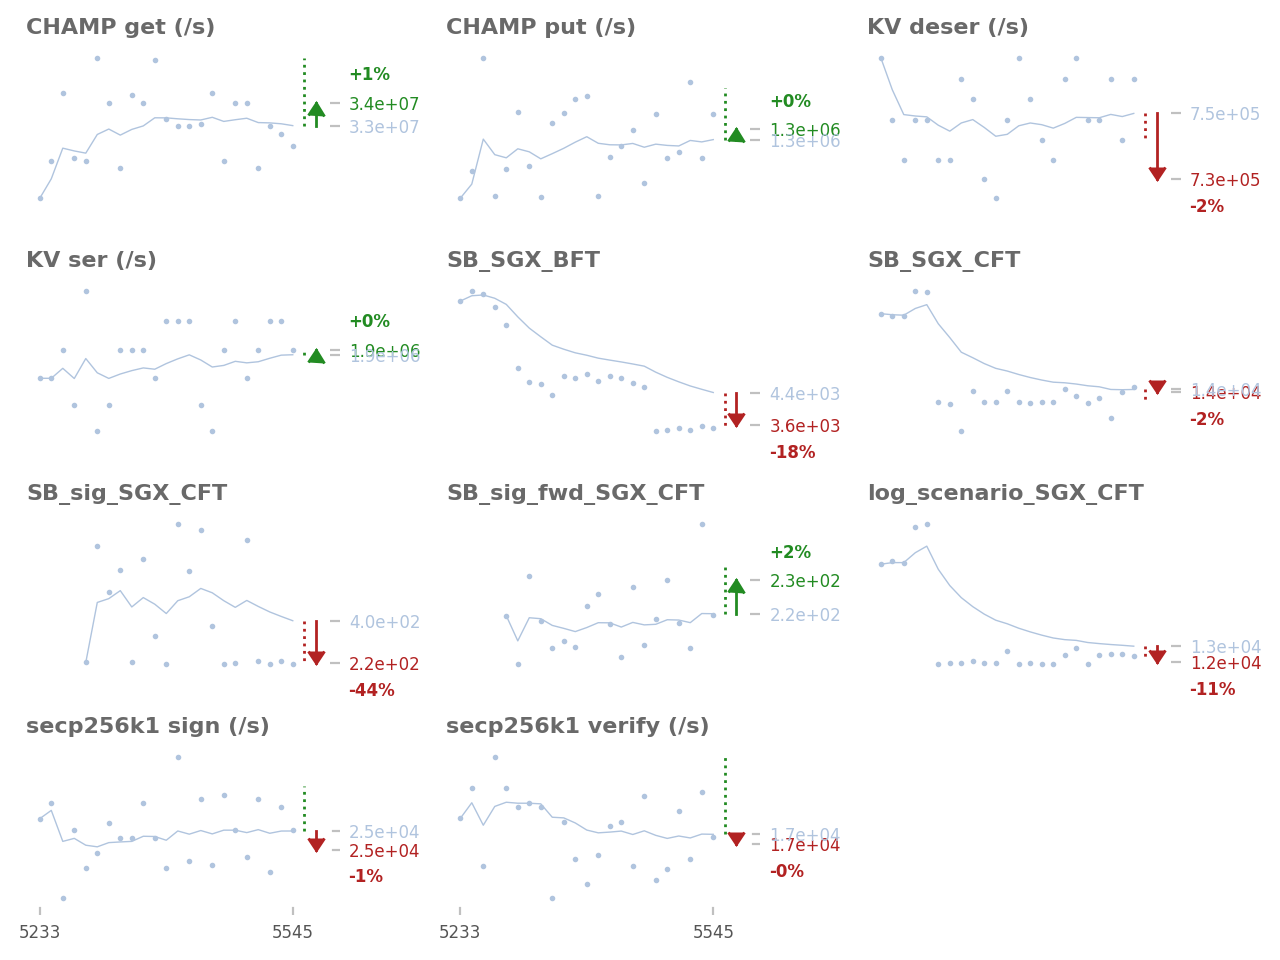 CHAMP get (/s)
+1%
3.4e+07
3.3e+07
CHAMP put (/s)
+0%
1.3e+06
1.3e+06
KV deser (/s)
7.5e+05
7.3e+05
-2%
KV ser (/s)
+0%
1.9e+06
1.9e+06
SB_SGX_BFT
4.4e+03
3.6e+03
-18%
SB_SGX_CFT
1.4e+04
1.4e+04
-2%
SB_sig_SGX_CFT
4.0e+02
2.2e+02
-44%
SB_sig_fwd_SGX_CFT
+2%
2.3e+02
2.2e+02
log_scenario_SGX_CFT
1.3e+04
1.2e+04
-11%
secp256k1 sign (/s)
2.5e+04
2.5e+04
-1%
5233
5545
secp256k1 verify (/s)
1.7e+04
1.7e+04
-0%
5233
5545